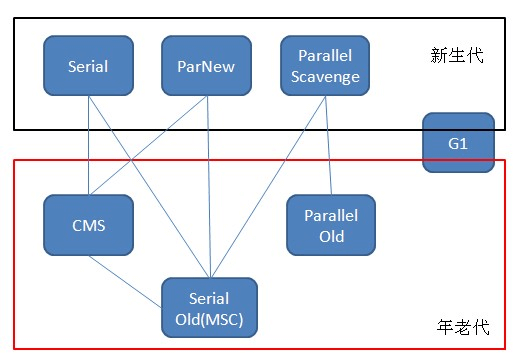 Serial
ParNew
Parallel
Scavenge
新生代
G1
CMS
Parallel
Old
Serial
Old(MSC)
年老代